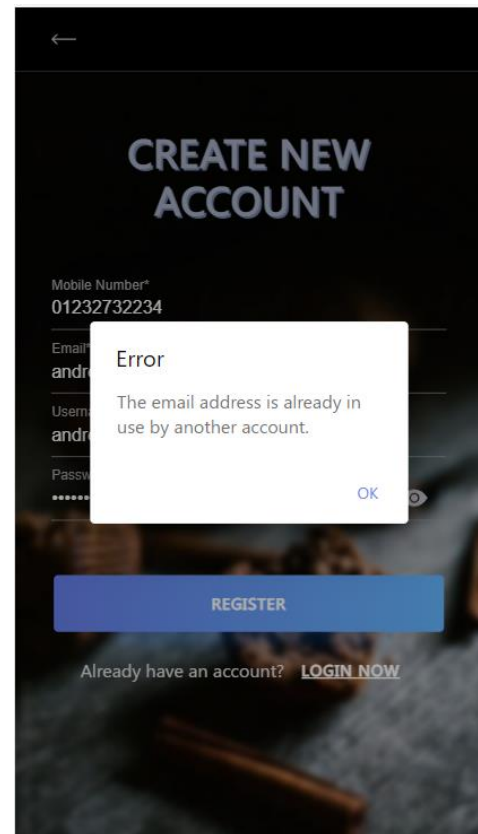 CREATE NEW
ACCOUNT
Mobile Number*
01232732234
Email*
Error
The email address is already in
use by another account.
OK
REGISTER
Already have an account? LOGIN NOW